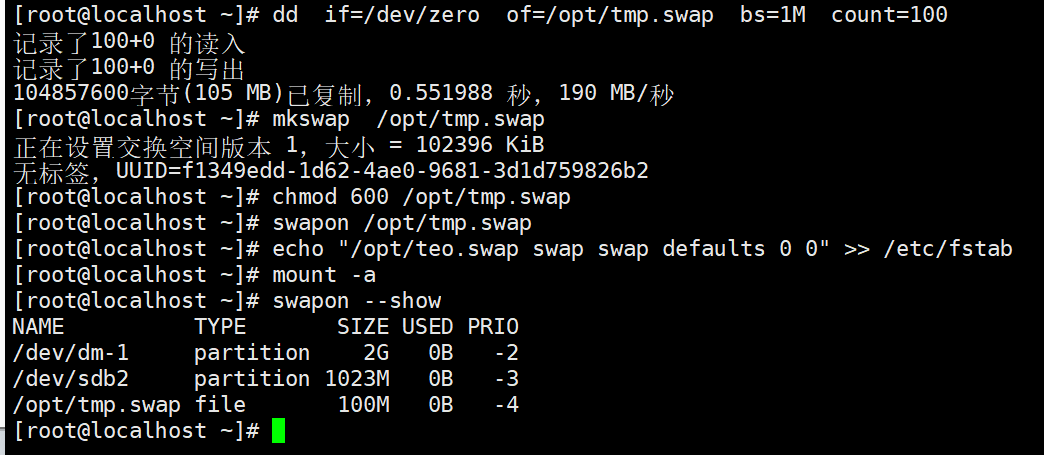 [root@localhost ~]# dd  if=/dev/zero  of=/opt/tmp.swap  bs=1M  count=100
记录了100+0 的读入
记录了100+0 的写出
104857600字节(105 MB)已复制，0.551988 秒，190 MB/秒
[root@localhost ~]# mkswap  /opt/tmp.swap
正在设置交换空间版本 1，大小 = 102396 KiB
无标签，UUID=f1349edd-1d62-4ae0-9681-3d1d759826b2
[root@localhost ~]# chmod 600 /opt/tmp.swap
[root@localhost ~]# swapon /opt/tmp.swap
[root@localhost ~]# echo "/opt/teo.swap swap swap defaults 0 0" >> /etc/fstab
[root@localhost ~]# mount -a
[root@localhost ~]# swapon --show
NAME          TYPE       SIZE USED PRIO
/dev/dm-1     partition    2G   0B   -2
/dev/sdb2     partition 1023M   0B   -3
/opt/tmp.swap file       100M   0B   -4
[root@localhost ~]#